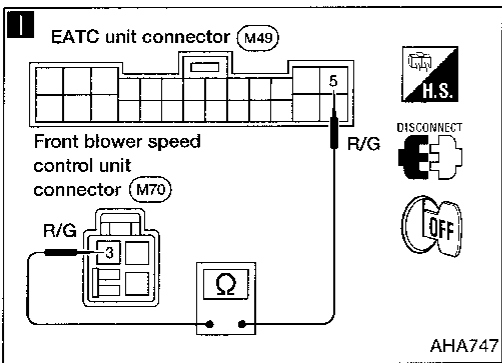 I
EATC unit connector M49
5
H.S.
DISCONNECT
R/G
Front blower speed
control unit
connector M70
R/G
3
OFF
Ω
AHA747